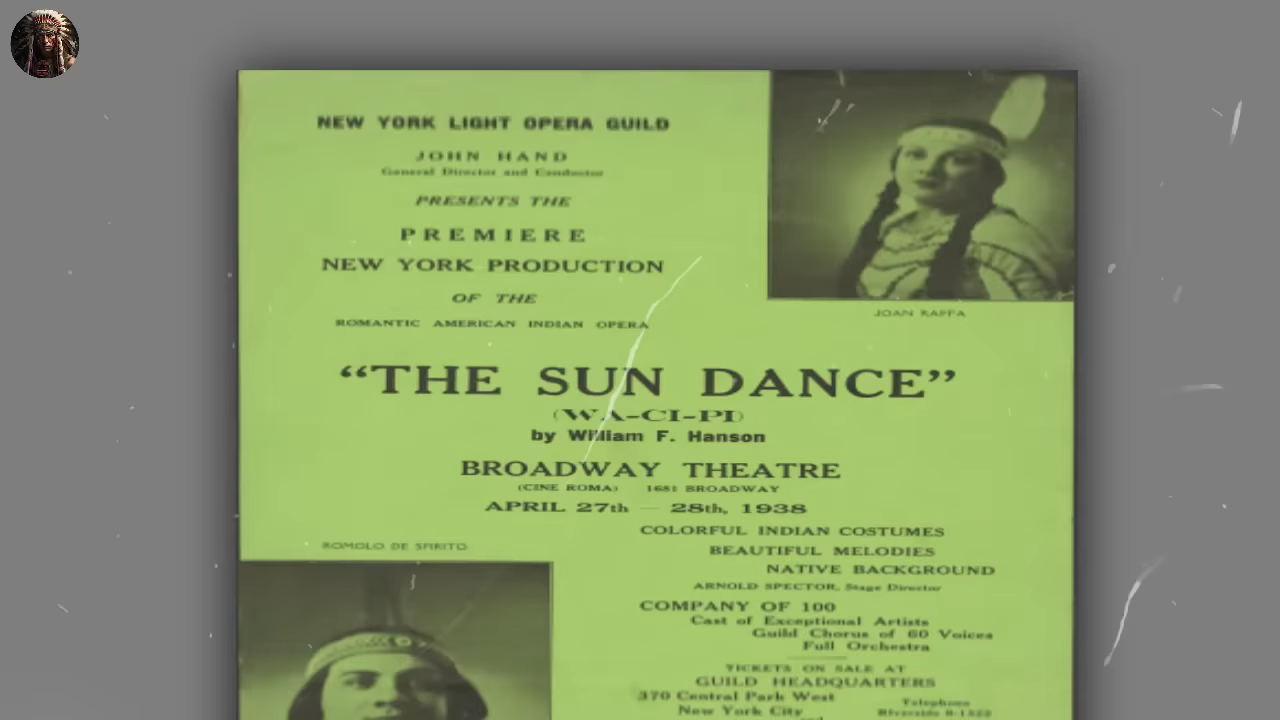 NEW YORK LIGHT OPERA GUILD
JOHN HAND
General Director and Conductor
PRESENTS THE
PREMIERE
NEW YORK PRODUCTION
OF THE
ROMANTIC AMERICAN INDIAN OPERA
JOAN RAFFA
“THE SUN DANCE”
(WA-CI-PI)
by William F. Hanson
BROADWAY THEATRE
(CINE ROMA) 1681 BROADWAY
APRIL 27th — 28th, 1938
COLORFUL INDIAN COSTUMES
BEAUTIFUL MELODIES
NATIVE BACKGROUND
ARNOLD SPECTOR, Stage Director
COMPANY OF 100
Cast of Exceptional Artists
Guild Chorus of 60 Voices
Full Orchestra
TICKETS ON SALE AT
GUILD HEADQUARTERS
370 Central Park West
New York City
Telephone
Riverside
and
ROMOLO DE SPIRITO